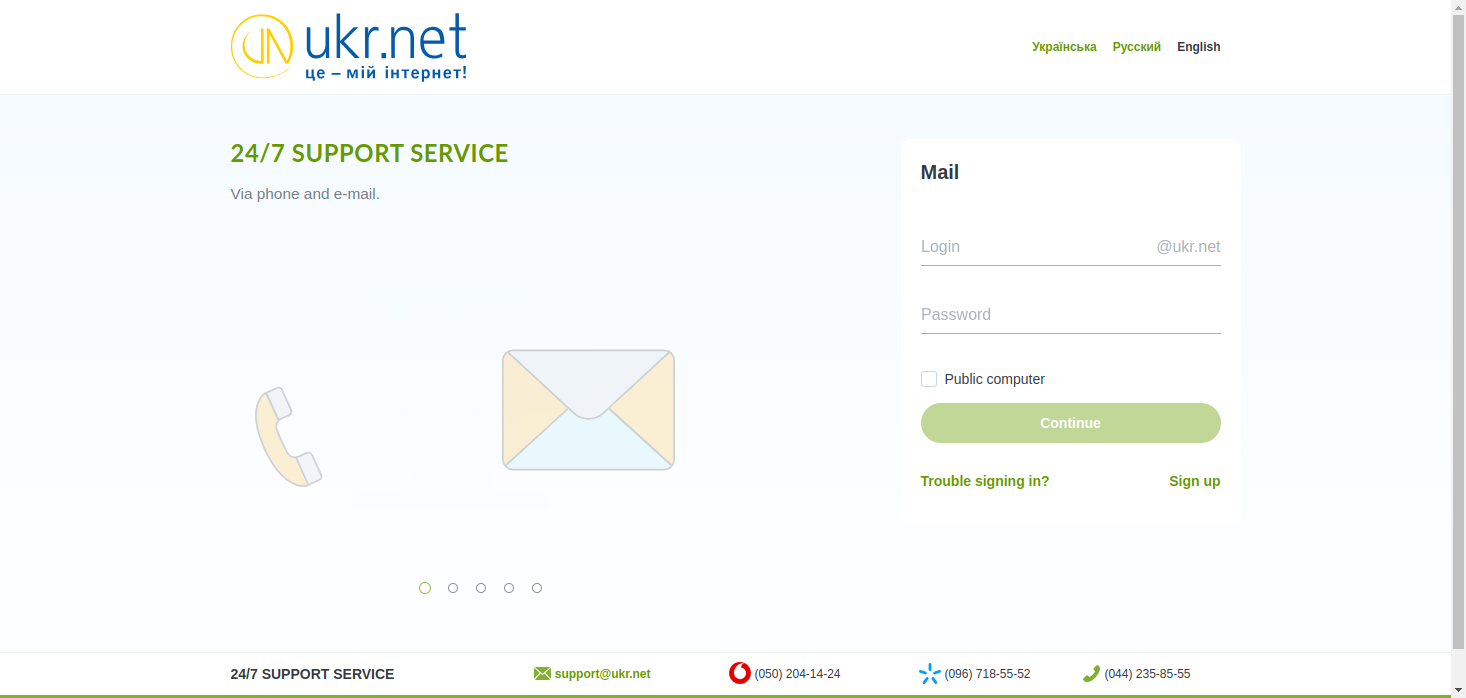 ukr.net
це – мій інтернет!
Українська Русский English
24/7 SUPPORT SERVICE
Via phone and e-mail.
Mail
Login @ukr.net
Password
Public computer
Continue
Trouble signing in? Sign up
24/7 SUPPORT SERVICE support@ukr.net (050) 204-14-24 (096) 718-55-52 (044) 235-85-55